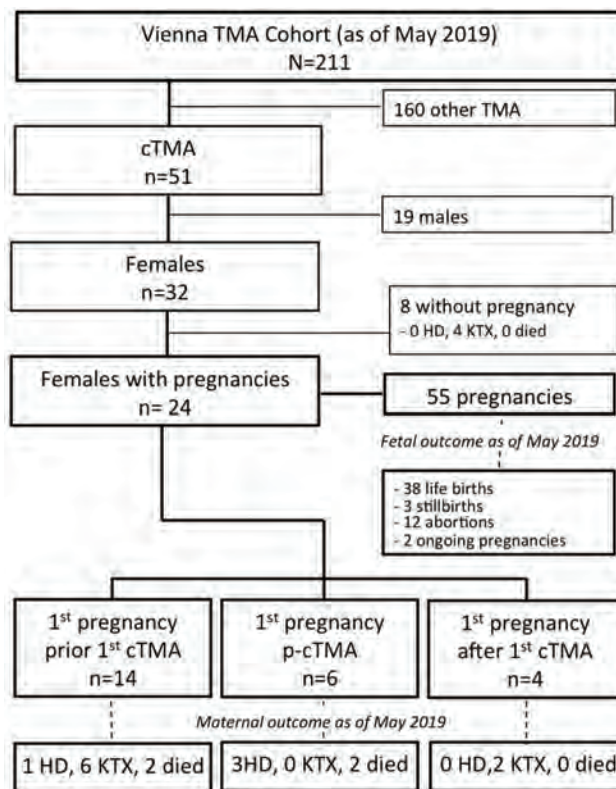 Vienna TMA Cohort (as of May 2019)
N=211
160 other TMA
cTMA
n=51
19 males
Females
n=32
8 without pregnancy
- 0 HD, 4 KTX, 0 died
Females with pregnancies
n= 24
55 pregnancies
Fetal outcome as of May 2019
- 38 life births
- 3 stillbirths
- 12 abortions
- 2 ongoing pregnancies
1st pregnancy
prior 1st cTMA
n=14
1st pregnancy
p-cTMA
n=6
1st pregnancy
after 1st cTMA
n=4
Maternal outcome as of May 2019
1 HD, 6 KTX, 2 died
3HD, 0 KTX, 2 died
0 HD,2 KTX, 0 died